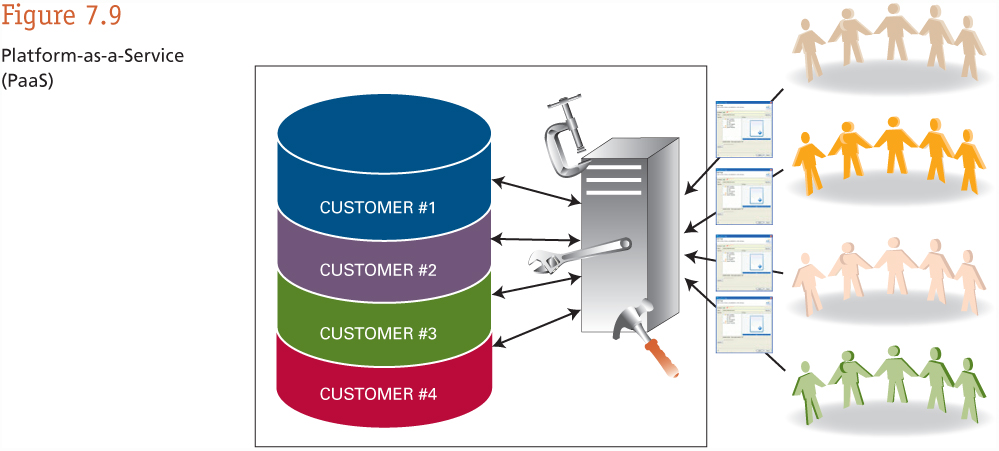 Figure 7.9
Platform-as-a-Service
(PaaS)
CUSTOMER #1
CUSTOMER #2
CUSTOMER #3
CUSTOMER #4